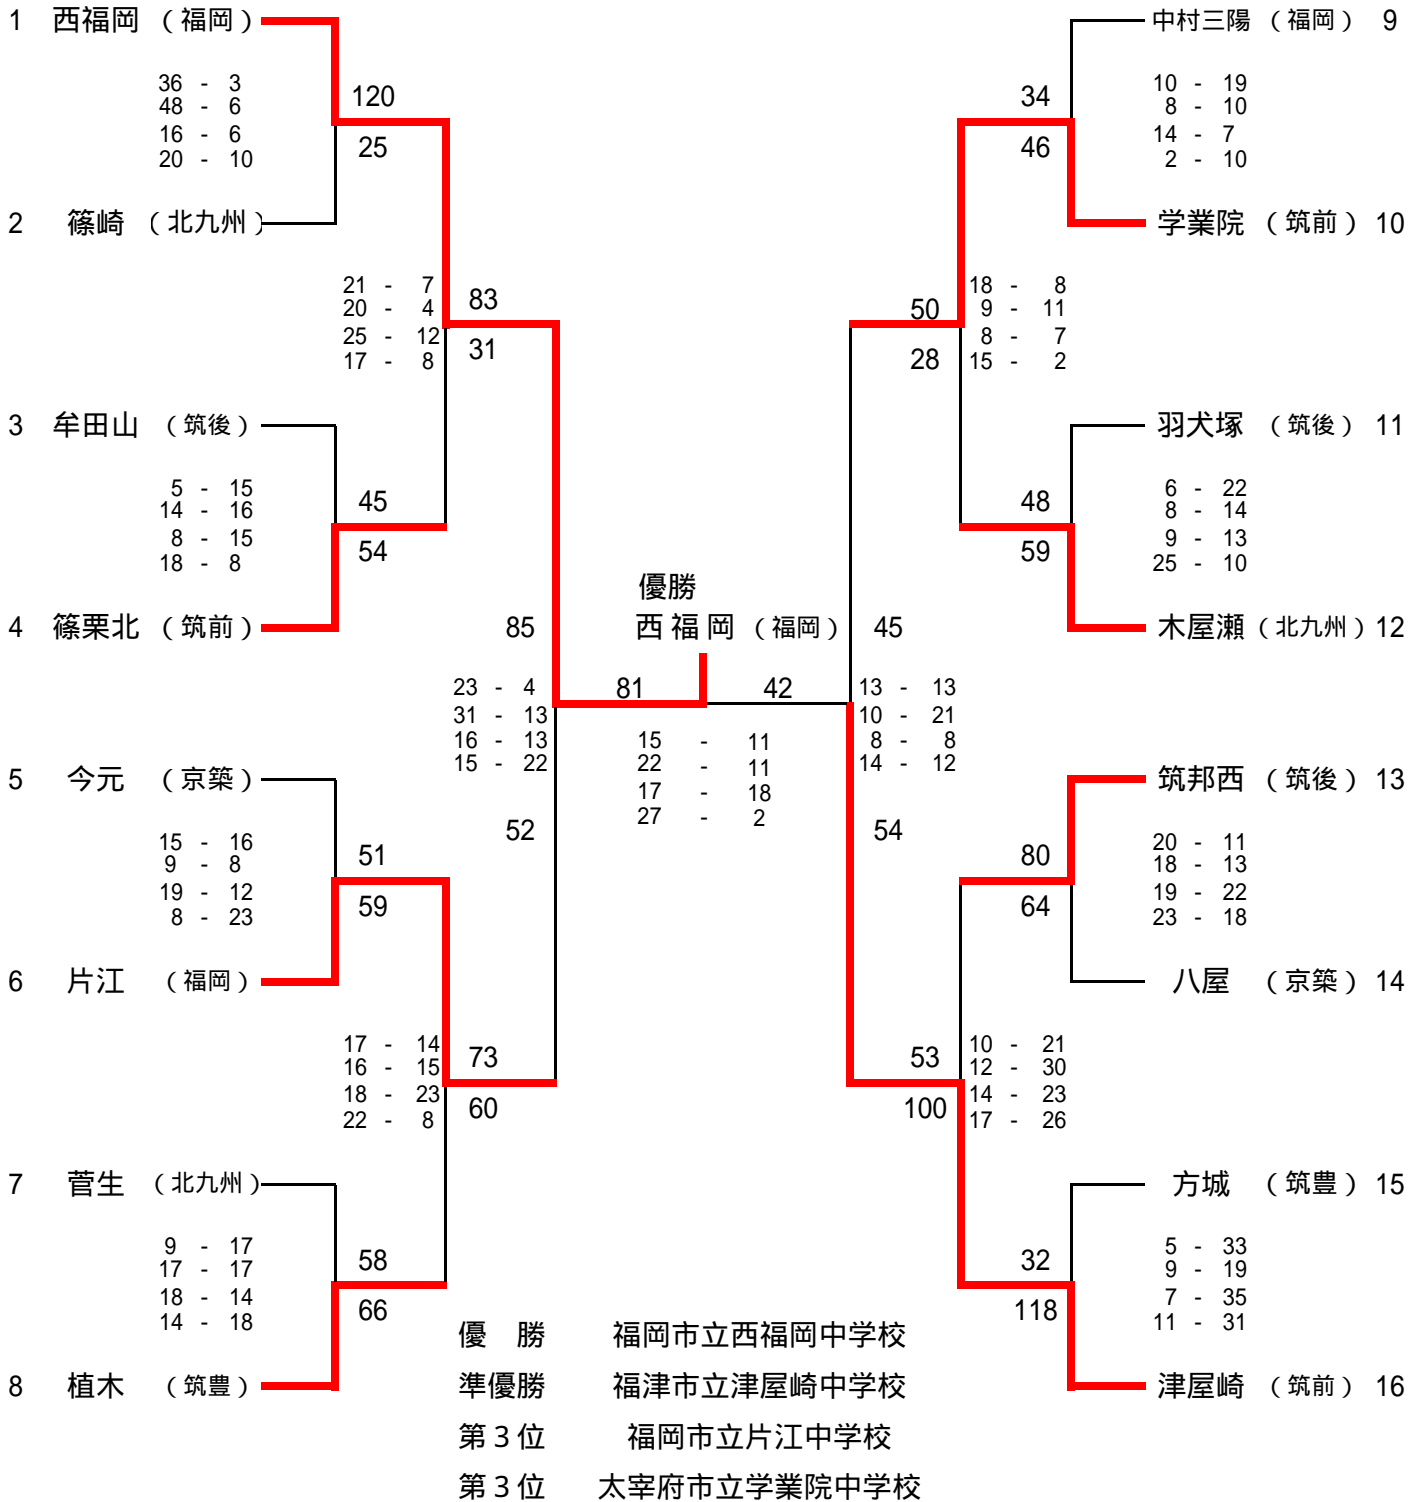 1 西福岡 （福岡）
36 - 3
48 - 6
16 - 6
20 - 10
120
25
2 篠崎 （北九州）
21 - 7
20 - 4
25 - 12
17 - 8
83
31
3 牟田山 （筑後）
5 - 15
14 - 16
8 - 15
18 - 8
45
54
4 篠栗北 （筑前）
85
23 - 4
31 - 13
16 - 13
15 - 22
52
5 今元 （京築）
15 - 16
9 - 8
19 - 12
8 - 23
51
59
6 片江 （福岡）
17 - 14
16 - 15
18 - 23
22 - 8
73
60
7 菅生 （北九州）
9 - 17
17 - 17
18 - 14
14 - 18
58
66
8 植木 （筑豊）
優勝
西福岡 （福岡）
81 42
15 - 11
22 - 11
17 - 18
27 - 2
中村三陽 （福岡） 9
34
46
10 - 19
8 - 10
14 - 7
2 - 10
学業院 （筑前） 10
50
28
18 - 8
9 - 11
8 - 7
15 - 2
羽犬塚 （筑後） 11
48
59
6 - 22
8 - 14
9 - 13
25 - 10
木屋瀬 （北九州） 12
45
13 - 13
10 - 21
8 - 8
14 - 12
54
筑邦西 （筑後） 13
80
64
20 - 11
18 - 13
19 - 22
23 - 18
八屋 （京築） 14
53
100
10 - 21
12 - 30
14 - 23
17 - 26
方城 （筑豊） 15
32
118
5 - 33
9 - 19
7 - 35
11 - 31
津屋崎 （筑前） 16
優　勝 福岡市立西福岡中学校
準優勝 福津市立津屋崎中学校
第３位 福岡市立片江中学校
第３位 太宰府市立学業院中学校